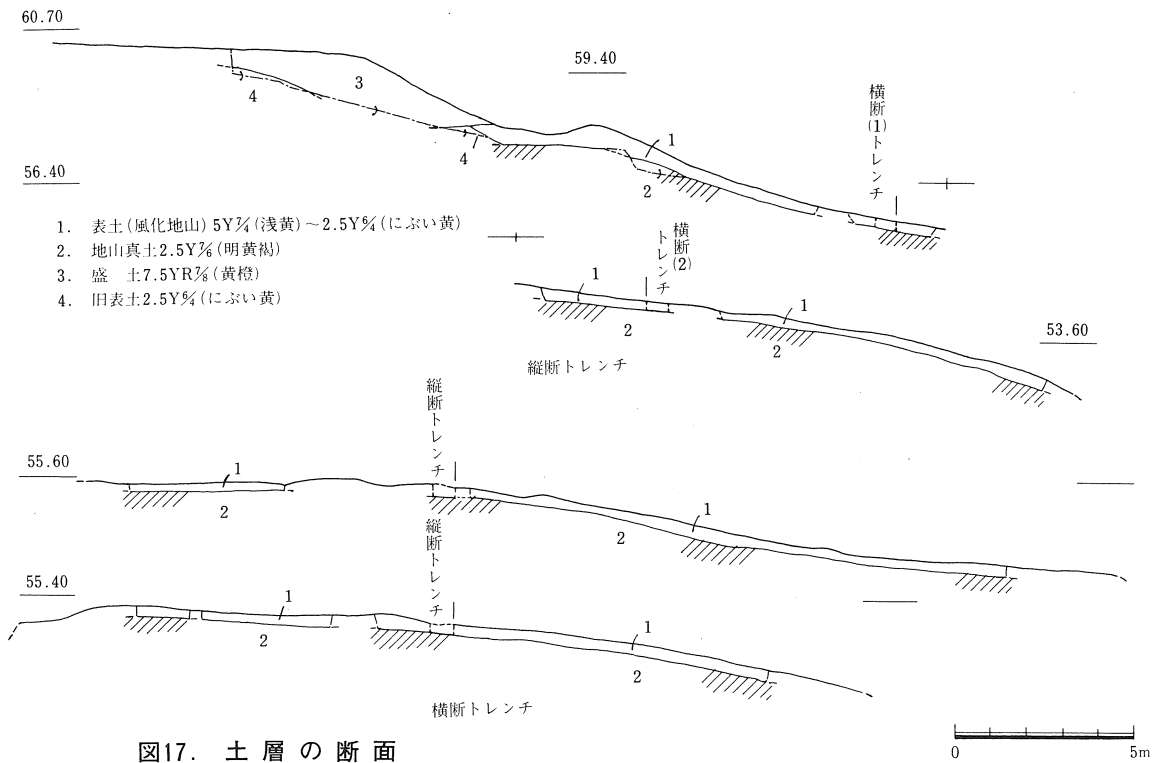 60.70
59.40
3
4
4
1
2
横断(1)トレンチ
56.40
1. 表土(風化地山)5Y7/4(浅黄)～2.5Y6/4(にぶい黄)
2. 地山真土2.5Y7/6(明黄褐)
3. 盛 土7.5YR7/8(黄橙)
4. 旧表土2.5Y6/4(にぶい黄)
横断(2)トレンチ
1
2
1
2
53.60
縦断トレンチ
縦断トレンチ
55.60
1
2
1
2
縦断トレンチ
55.40
1
2
1
2
横断トレンチ
図17. 土層の断面
0 5m